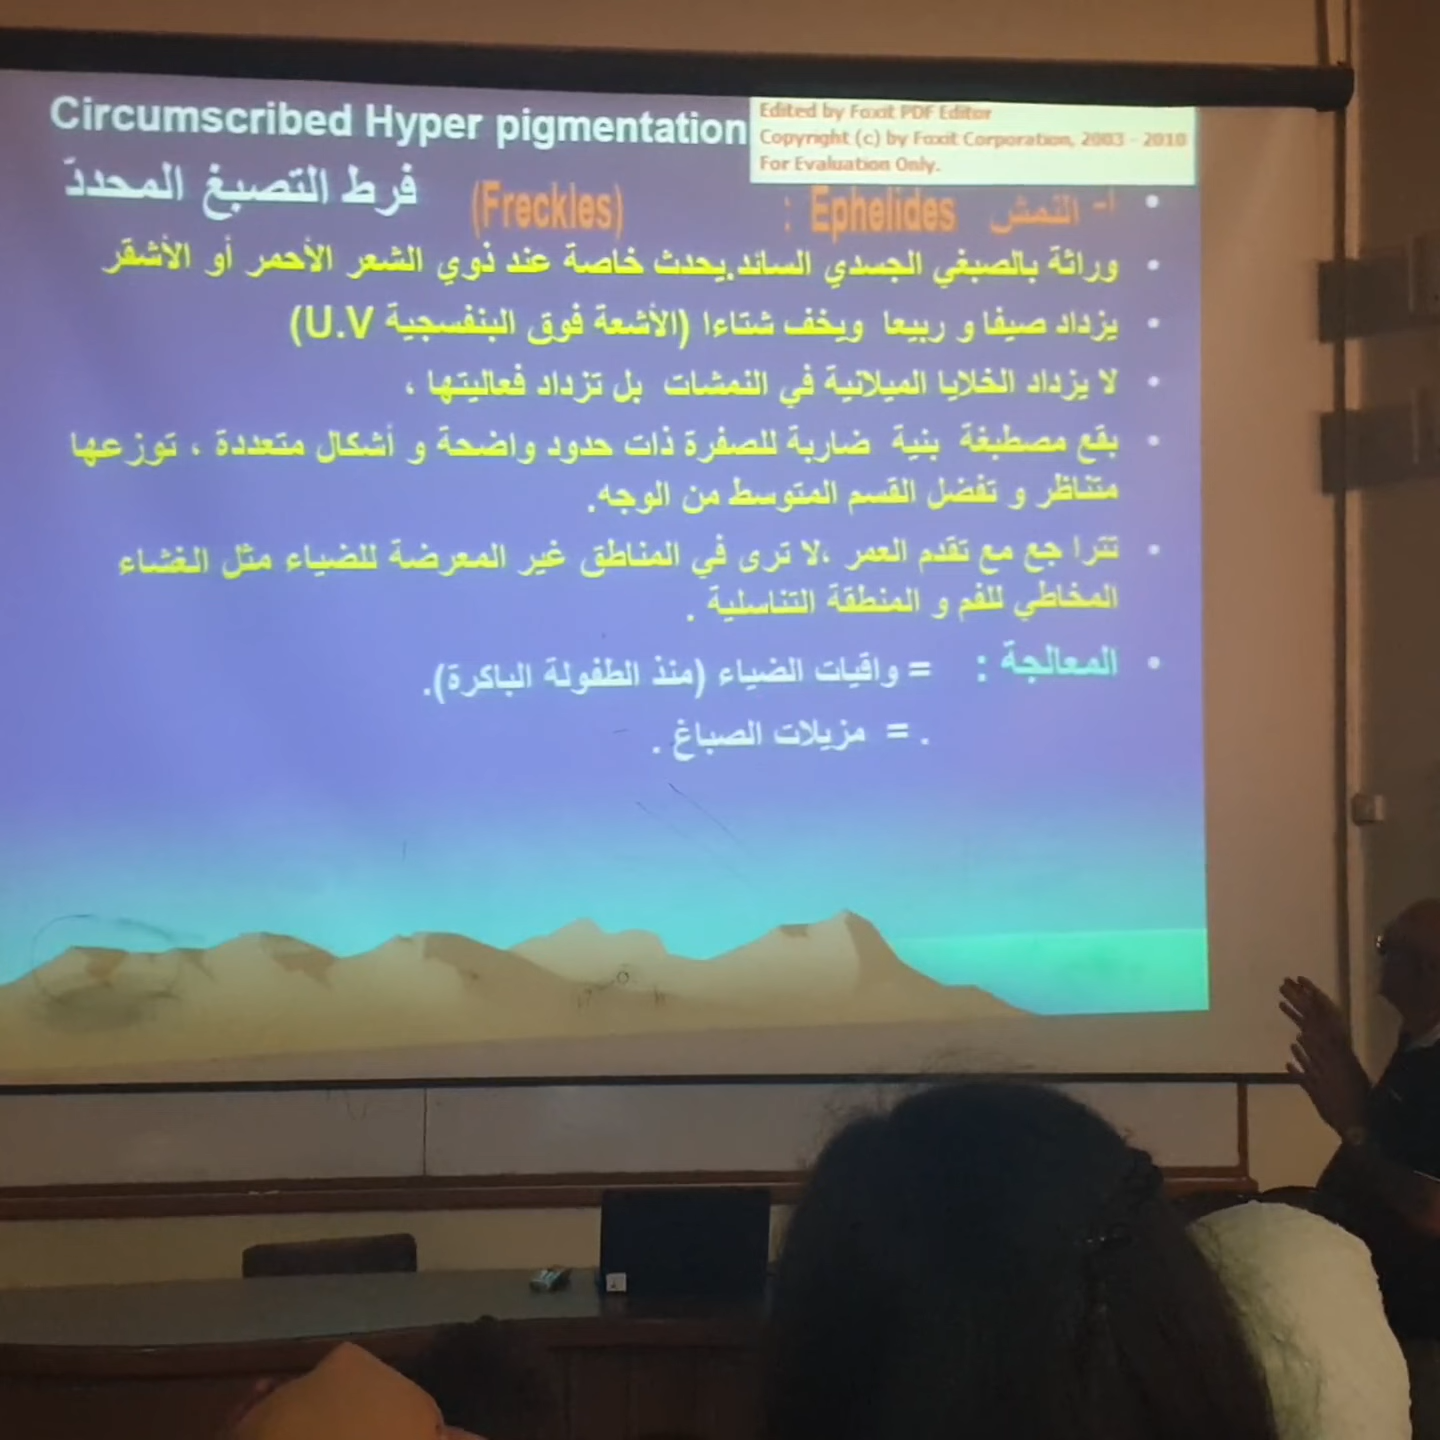 Circumscribed Hyper pigmentation
Edited by Foxit PDF Editor
Copyright (c) by Foxit Corporation, 2003 - 2010
For Evaluation Only.
فرط التصبغ المحددّ
أ- النمش Ephelides : (Freckles)
• وراثة بالصبغي الجسدي السائد.يحدث خاصة عند ذوي الشعر الأحمر أو الأشقر
• يزداد صيفا و ربيعا ويخف شتاءا (الأشعة فوق البنفسجية U.V)
• لا يزداد الخلايا الميلانية في النمشات بل تزداد فعاليتها ،
• بقع مصطبغة بنية ضاربة للصفرة ذات حدود واضحة و أشكال متعددة ، توزعها
متناظر و تفضل القسم المتوسط من الوجه.
• تترا جع مع تقدم العمر ،لا ترى في المناطق غير المعرضة للضياء مثل الغشاء
المخاطي للفم و المنطقة التناسلية .
• المعالجة : = واقيات الضياء (منذ الطفولة الباكرة).
. = مزيلات الصباغ .